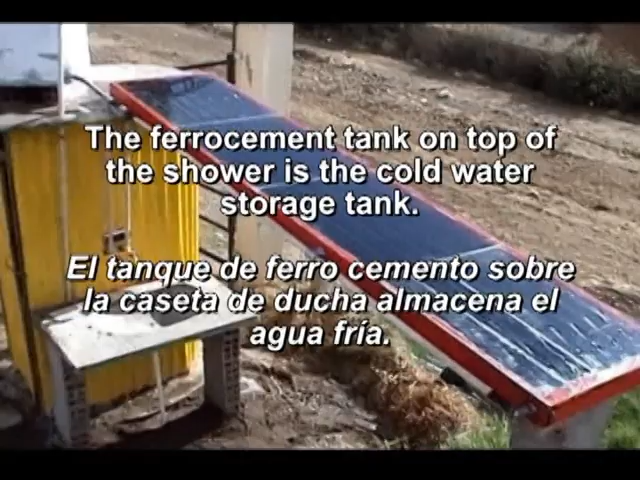 The ferrocement tank on top of
the shower is the cold water
storage tank.
El tanque de ferro cemento sobre
la caseta de ducha almacena el
agua fría.